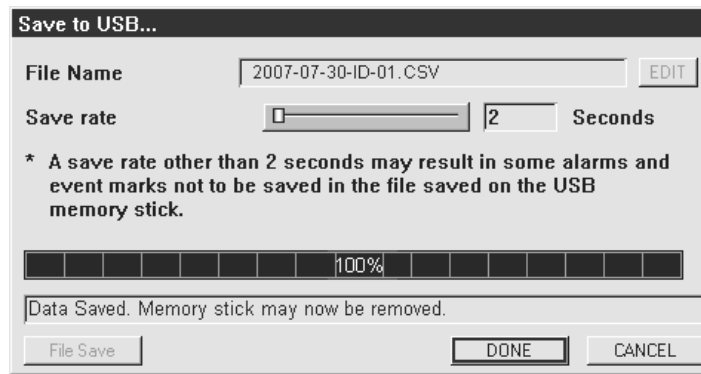 Save to USB...
File Name 2007-07-30-ID-01.CSV EDIT
Save rate 2 Seconds
* A save rate other than 2 seconds may result in some alarms and
event marks not to be saved in the file saved on the USB
memory stick.
100%
Data Saved. Memory stick may now be removed.
File Save DONE CANCEL